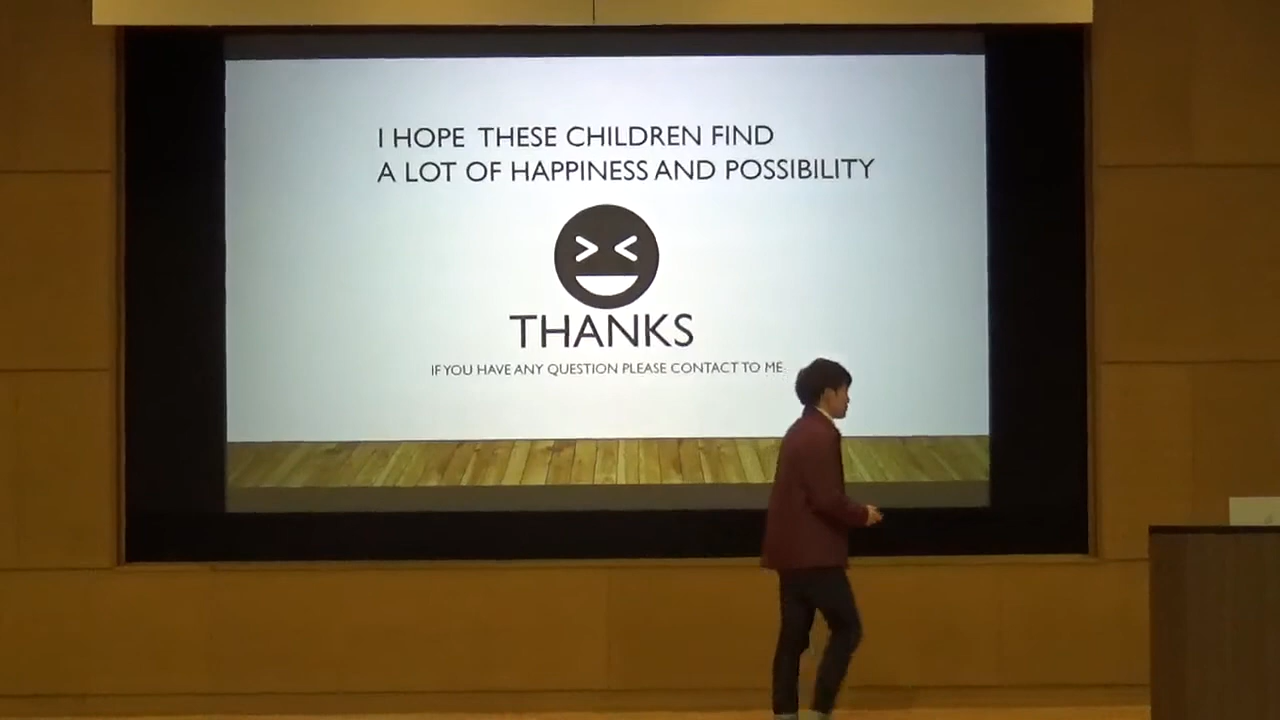 I HOPE THESE CHILDREN FIND
A LOT OF HAPPINESS AND POSSIBILITY
THANKS
IF YOU HAVE ANY QUESTION PLEASE CONTACT TO ME